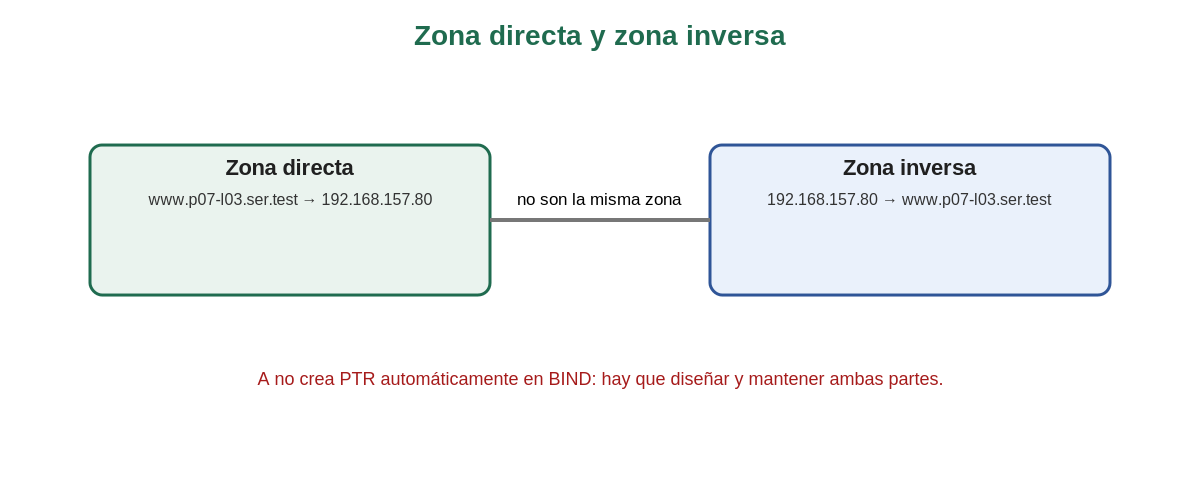 Zona directa y zona inversa
Zona directa
www.p07-l03.ser.test → 192.168.157.80
no son la misma zona
Zona inversa
192.168.157.80 → www.p07-l03.ser.test
A no crea PTR automáticamente en BIND: hay que diseñar y mantener ambas partes.